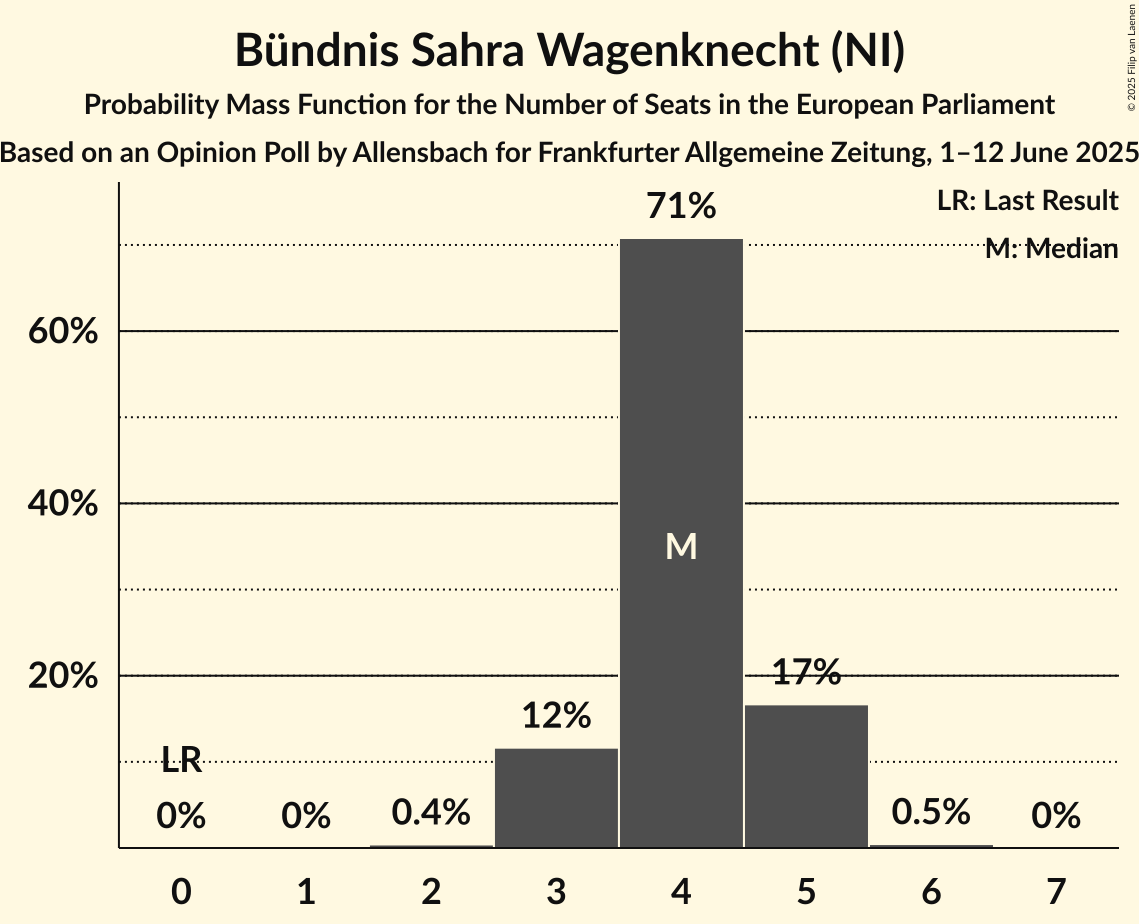 Bündnis Sahra Wagenknecht (NI)
Probability Mass Function for the Number of Seats in the European Parliament
Based on an Opinion Poll by Allensbach for Frankfurter Allgemeine Zeitung, 1–12 June 2025
© 2025 Filip van Laenen
LR: Last Result
M: Median
71%
60%
40%
M
20%
17%
12%
LR
0% 0% 0.4% 0.5% 0%
0 1 2 3 4 5 6 7